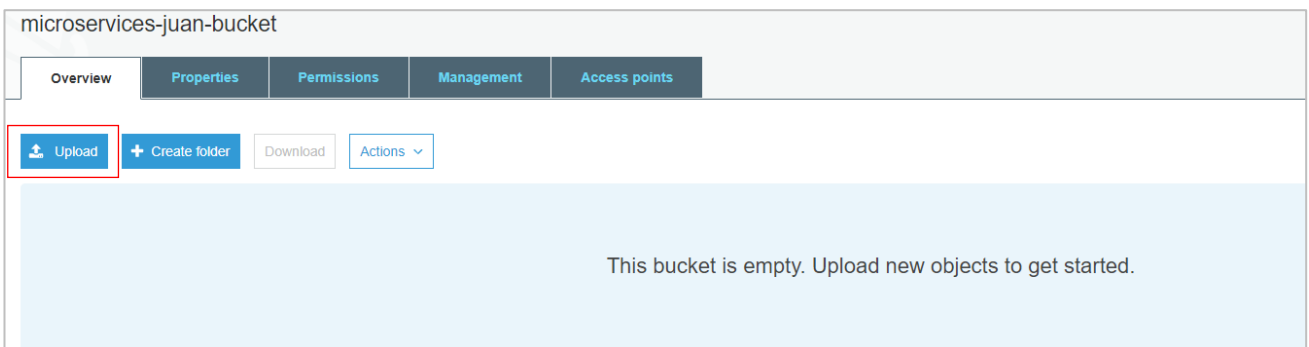 microservices-juan-bucket
Overview Properties Permissions Management Access points
Upload Create folder Download Actions
This bucket is empty. Upload new objects to get started.